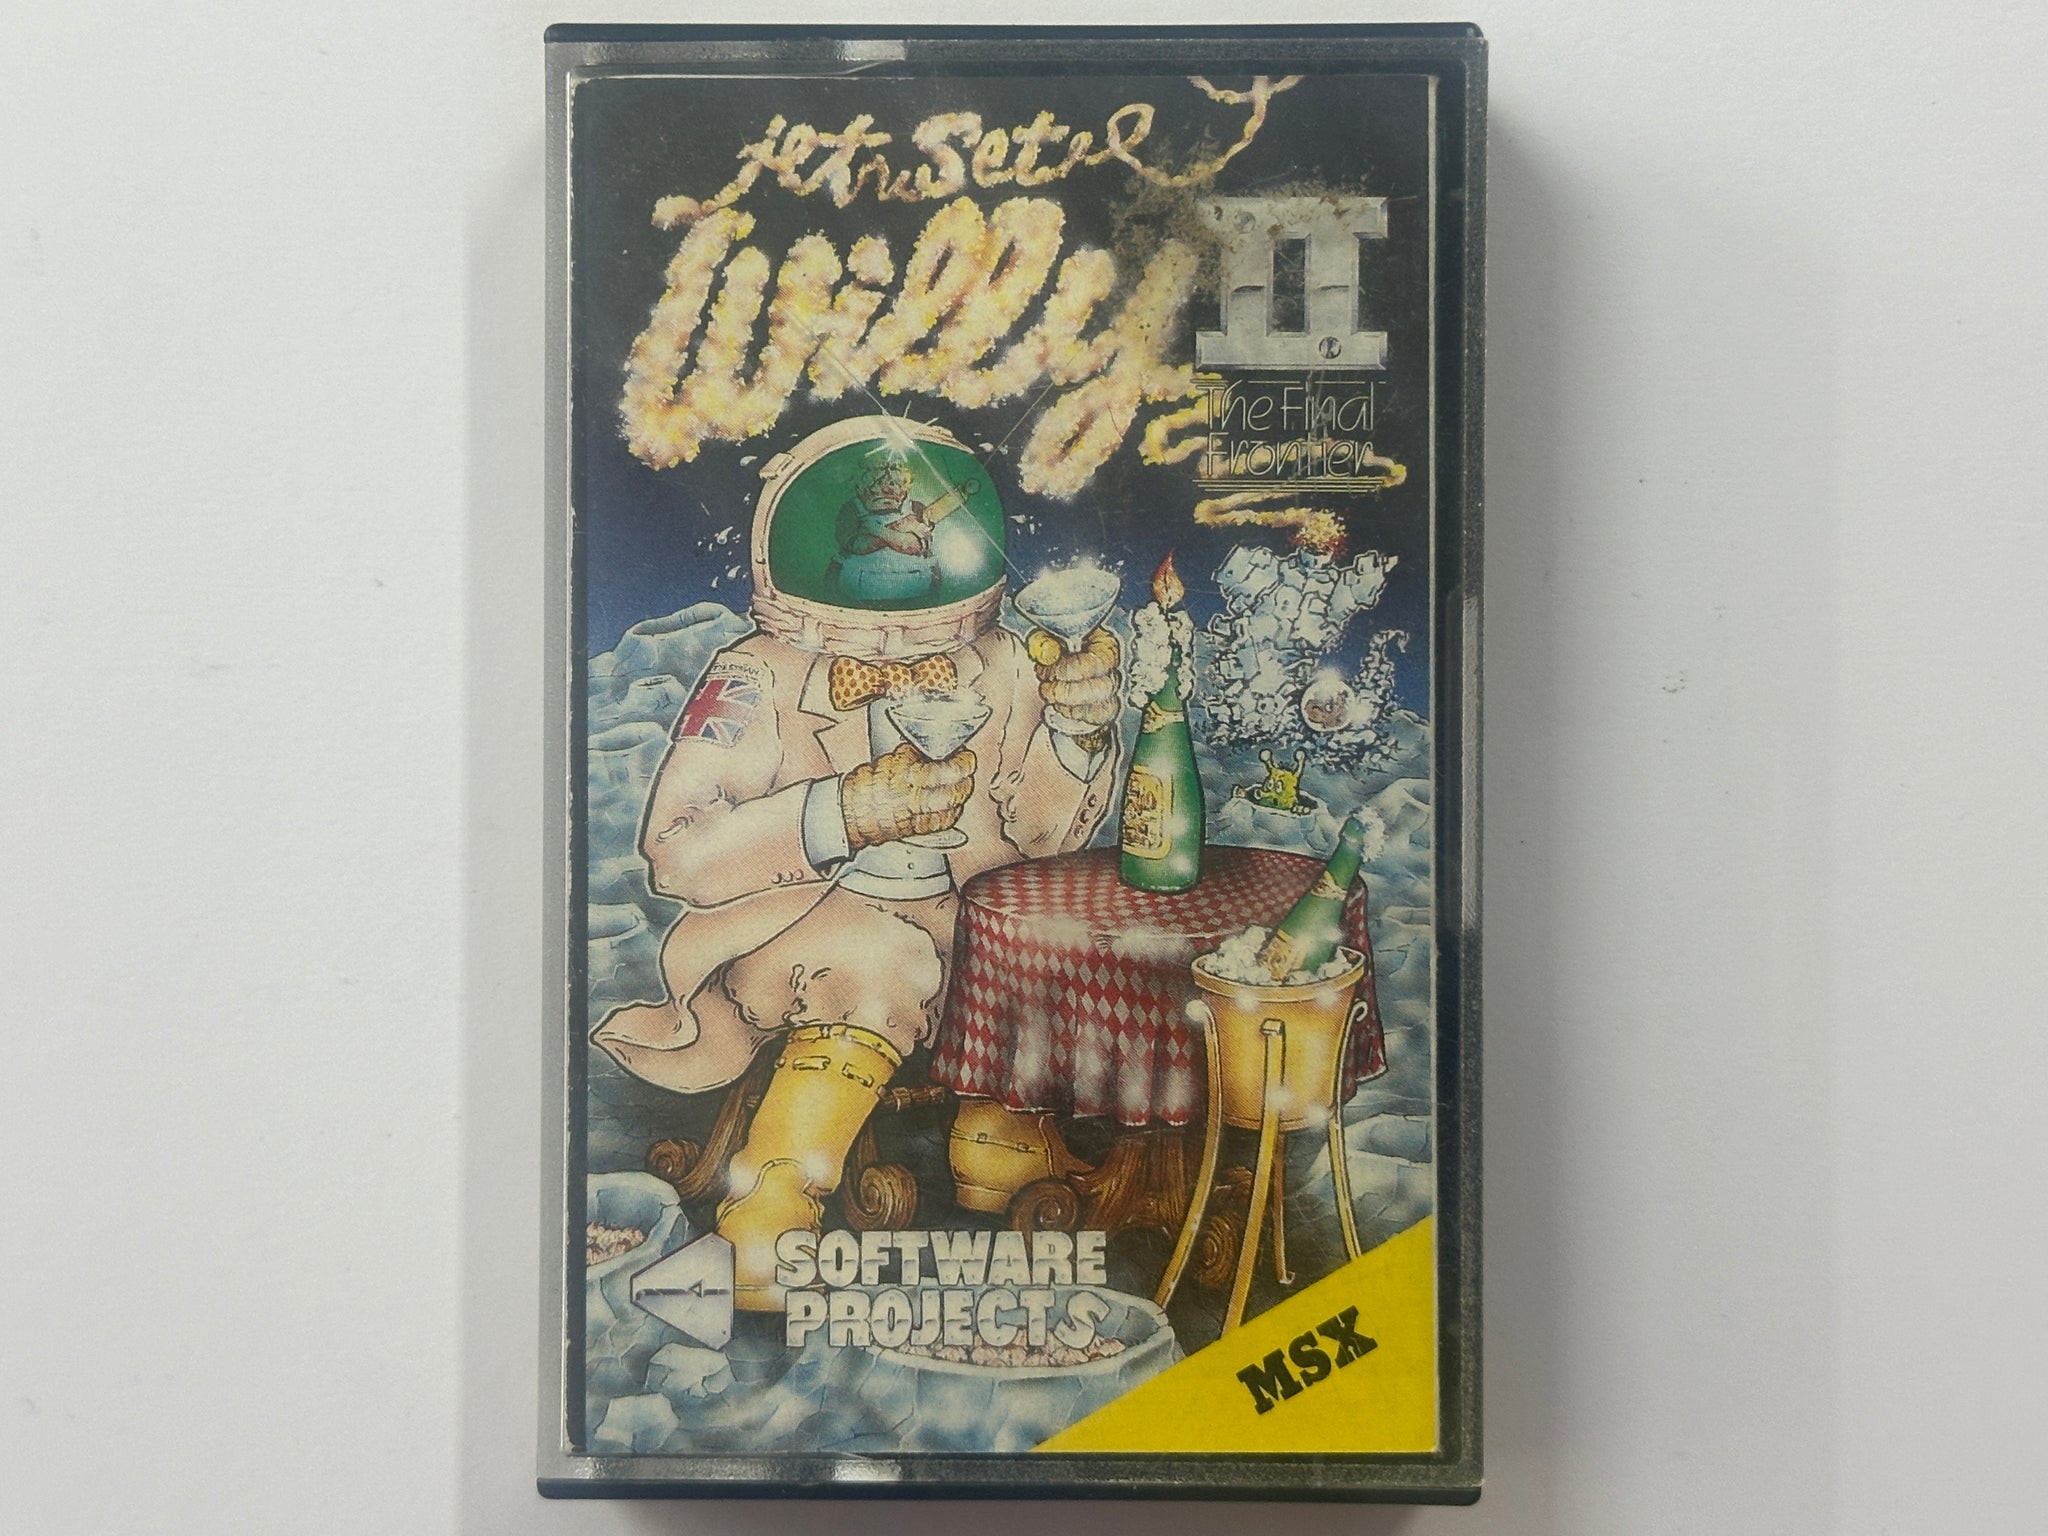 Jet Set
Willy
II
The Final
Frontier
SOFTWARE
PROJECTS
MSX